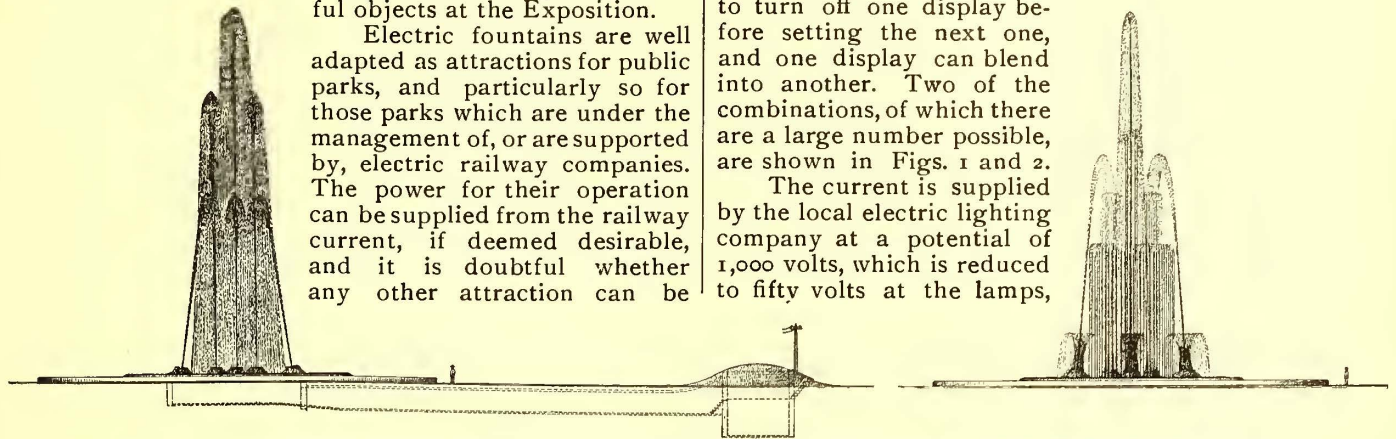 ful objects at the Exposition.
Electric fountains are well
adapted as attractions for public
parks, and particularly so for
those parks which are under the
management of, or are supported
by, electric railway companies.
The power for their operation
can be supplied from the railway
current, if deemed desirable,
and it is doubtful whether
any other attraction can be
to turn off one display be-
fore setting the next one,
and one display can blend
into another. Two of the
combinations, of which there
are a large number possible,
are shown in Figs. 1 and 2.
The current is supplied
by the local electric lighting
company at a potential of
1,000 volts, which is reduced
to fifty volts at the lamps,